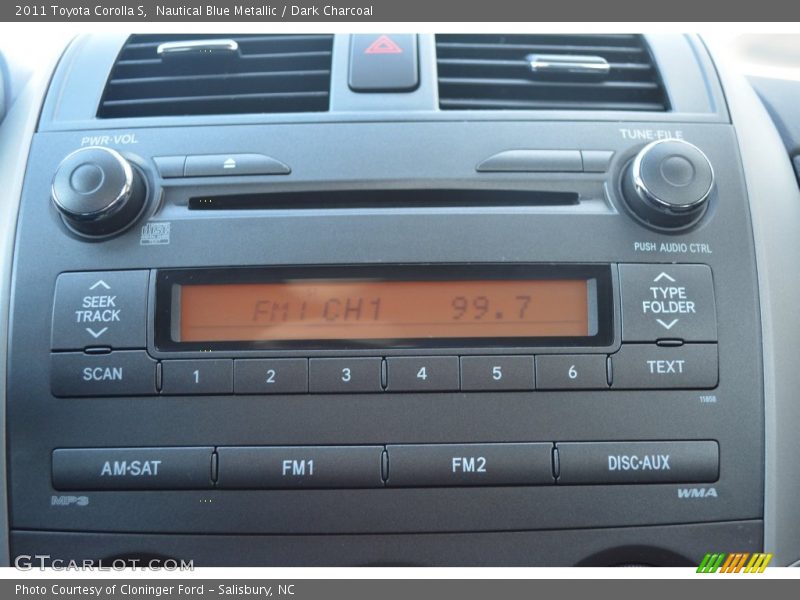 2011 Toyota Corolla S,  Nautical Blue Metallic / Dark Charcoal
PWR·VOL
TUNE·FILE
PUSH AUDIO CTRL
SEEK
TRACK
FM1 CH1 99.7
TYPE
FOLDER
SCAN
1
2
3
4
5
6
TEXT
11858
AM·SAT
FM1
FM2
DISC·AUX
MP3
WMA
GTCARLOT.COM
Photo Courtesy of Cloninger Ford – Salisbury, NC